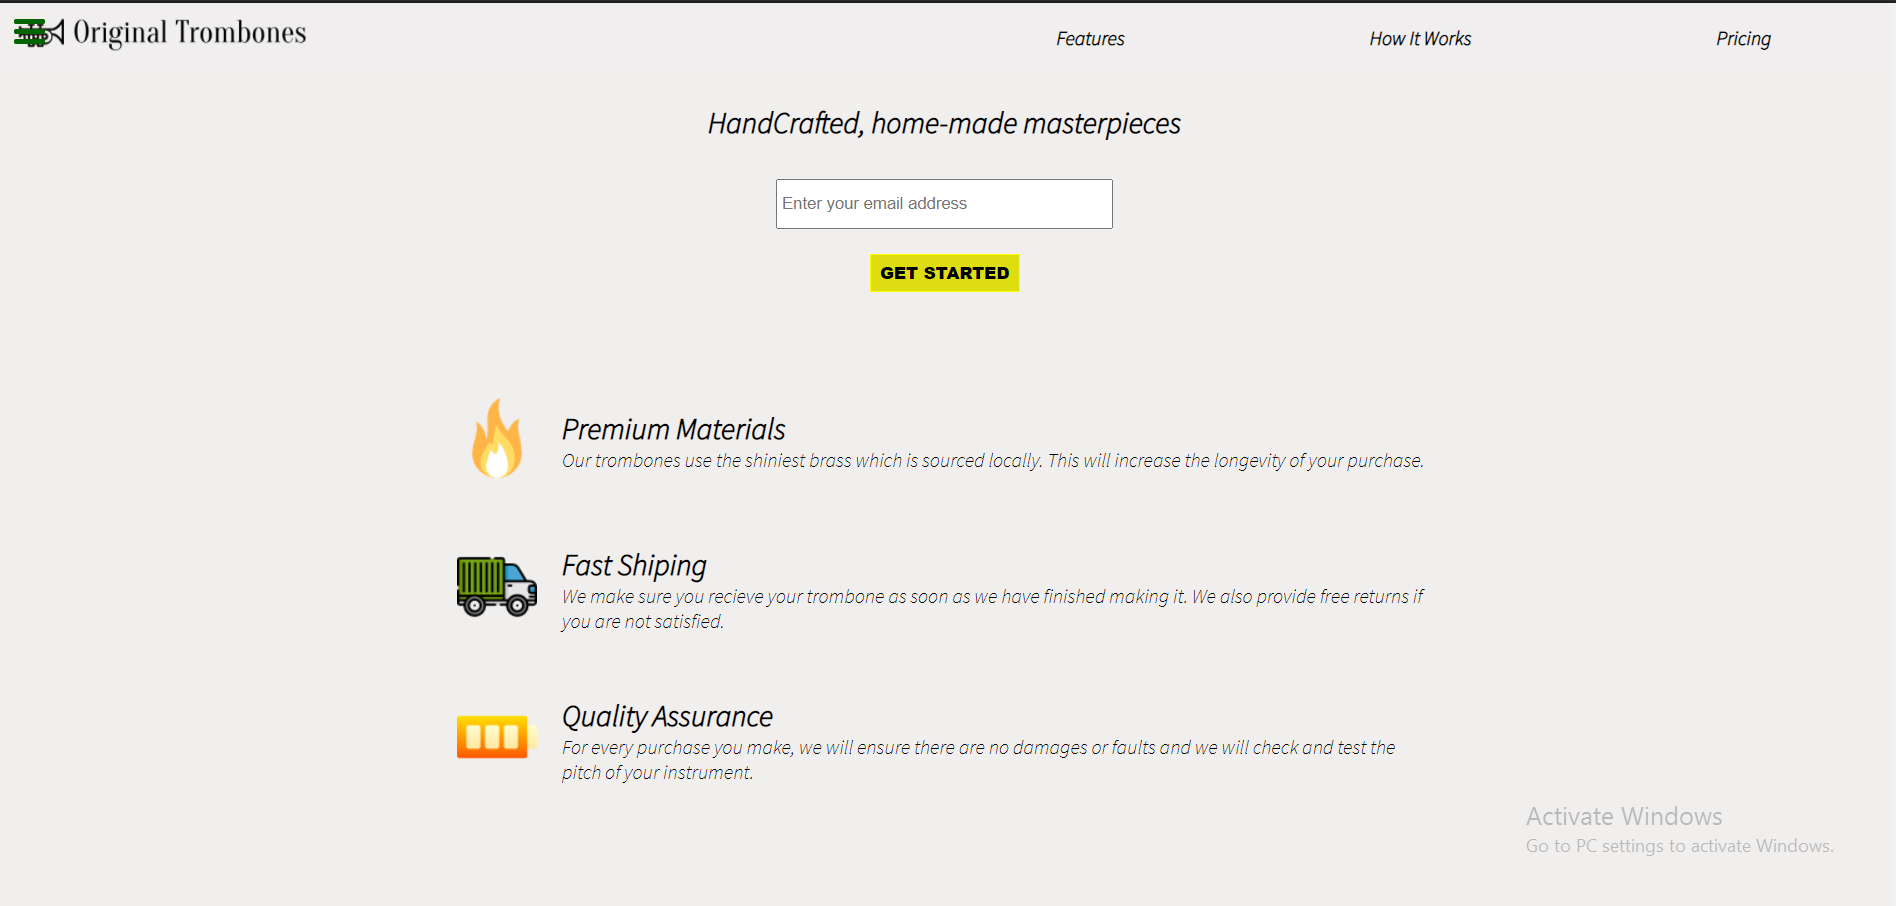 Original Trombones
Features
How It Works
Pricing
HandCrafted, home-made masterpieces
Enter your email address
GET STARTED
Premium Materials
Our trombones use the shiniest brass which is sourced locally. This will increase the longevity of your purchase.
Fast Shiping
We make sure you recieve your trombone as soon as we have finished making it. We also provide free returns if
you are not satisfied.
Quality Assurance
For every purchase you make, we will ensure there are no damages or faults and we will check and test the
pitch of your instrument.
Activate Windows
Go to PC settings to activate Windows.